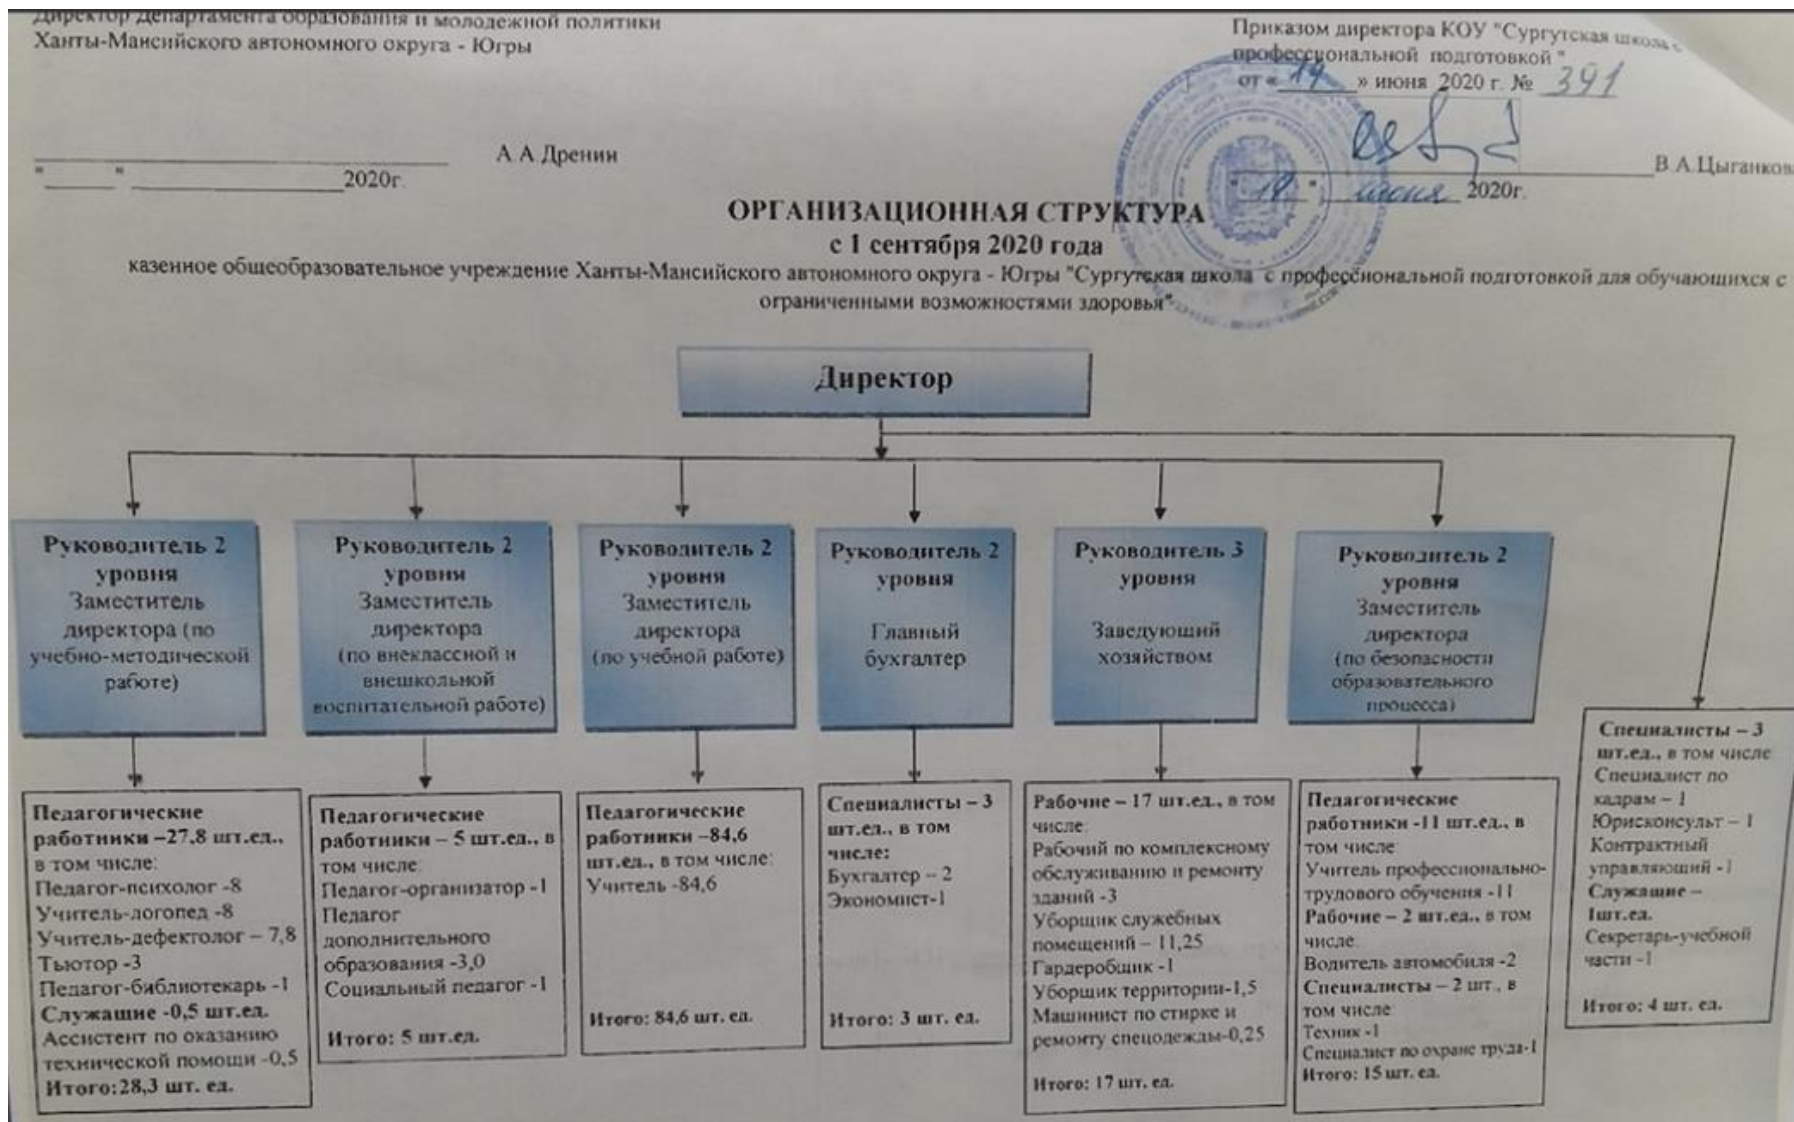 Директор Департамента образования и молодежной политики
Ханты-Мансийского автономного округа - Югры
А.А.Дренин
"______" ____________________2020г.
Приказом директора КОУ "Сургутская школа с
профессиональной подготовкой "
от « 19 » июня 2020 г. № 391
В.А.Цыганкова
" 19 " июня 2020г.
ОРГАНИЗАЦИОННАЯ СТРУКТУРА
с 1 сентября 2020 года
казенное общеобразовательное учреждение Ханты-Мансийского автономного округа - Югры "Сургутская школа с профессиональной подготовкой для обучающихся с
ограниченными возможностями здоровья"
Директор
Руководитель 2
уровня
Заместитель
директора (по
учебно-методической
работе)
Руководитель 2
уровня
Заместитель
директора
(по внеклассной и
внешкольной
воспитательной работе)
Руководитель 2
уровня
Заместитель
директора
(по учебной работе)
Руководитель 2
уровня
Главный
бухгалтер
Руководитель 3
уровня
Заведующий
хозяйством
Руководитель 2
уровня
Заместитель
директора
(по безопасности
образовательного
процесса)
Педагогические
работники –27,8 шт.ед.,
в том числе:
Педагог-психолог -8
Учитель-логопед -8
Учитель-дефектолог – 7,8
Тьютор -3
Педагог-библиотекарь -1
Служащие -0,5 шт.ед.
Ассистент по оказанию
технической помощи -0,5
Итого:28,3 шт. ед.
Педагогические
работники – 5 шт.ед., в
том числе:
Педагог-организатор -1
Педагог
дополнительного
образования -3,0
Социальный педагог -1
Итого: 5 шт.ед.
Педагогические
работники –84,6
шт.ед., в том числе:
Учитель -84,6
Итого: 84,6 шт. ед.
Специалисты – 3
шт.ед., в том
числе:
Бухгалтер – 2
Экономист-1
Итого: 3 шт. ед.
Рабочие – 17 шт.ед., в том
числе:
Рабочий по комплексному
обслуживанию и ремонту
зданий -3
Уборщик служебных
помещений – 11,25
Гардеробщик -1
Уборщик территории-1,5
Машинист по стирке и
ремонту спецодежды-0,25
Итого: 17 шт. ед.
Педагогические
работники -11 шт.ед., в
том числе:
Учитель профессионально-
трудового обучения -11
Рабочие – 2 шт.ед., в том
числе:
Водитель автомобиля -2
Специалисты – 2 шт., в
том числе:
Техник -1
Специалист по охране труда-1
Итого: 15 шт. ед.
Специалисты – 3
шт.ед., в том числе
Специалист по
кадрам – 1
Юрисконсульт – 1
Контрактный
управляющий -1
Служащие –
1шт.ед.
Секретарь-учебной
части -1
Итого: 4 шт. ед.